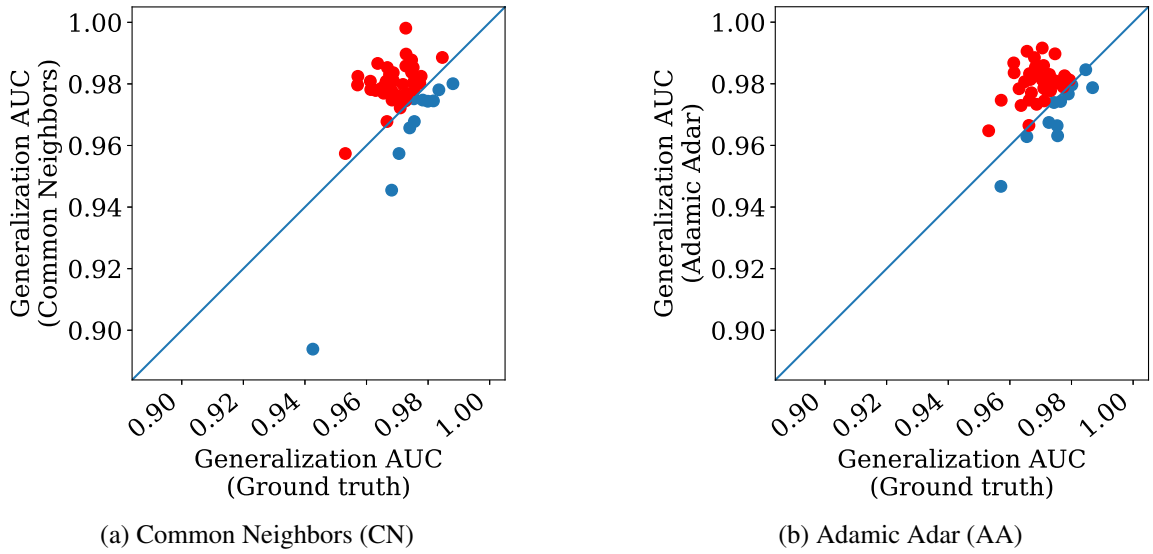 1.00
0.98
0.96
0.94
0.92
0.90
Generalization AUC
(Common Neighbors)
0.90
0.92
0.94
0.96
0.98
1.00
Generalization AUC
(Ground truth)
(a) Common Neighbors (CN)
1.00
0.98
0.96
0.94
0.92
0.90
Generalization AUC
(Adamic Adar)
0.90
0.92
0.94
0.96
0.98
1.00
Generalization AUC
(Ground truth)
(b) Adamic Adar (AA)